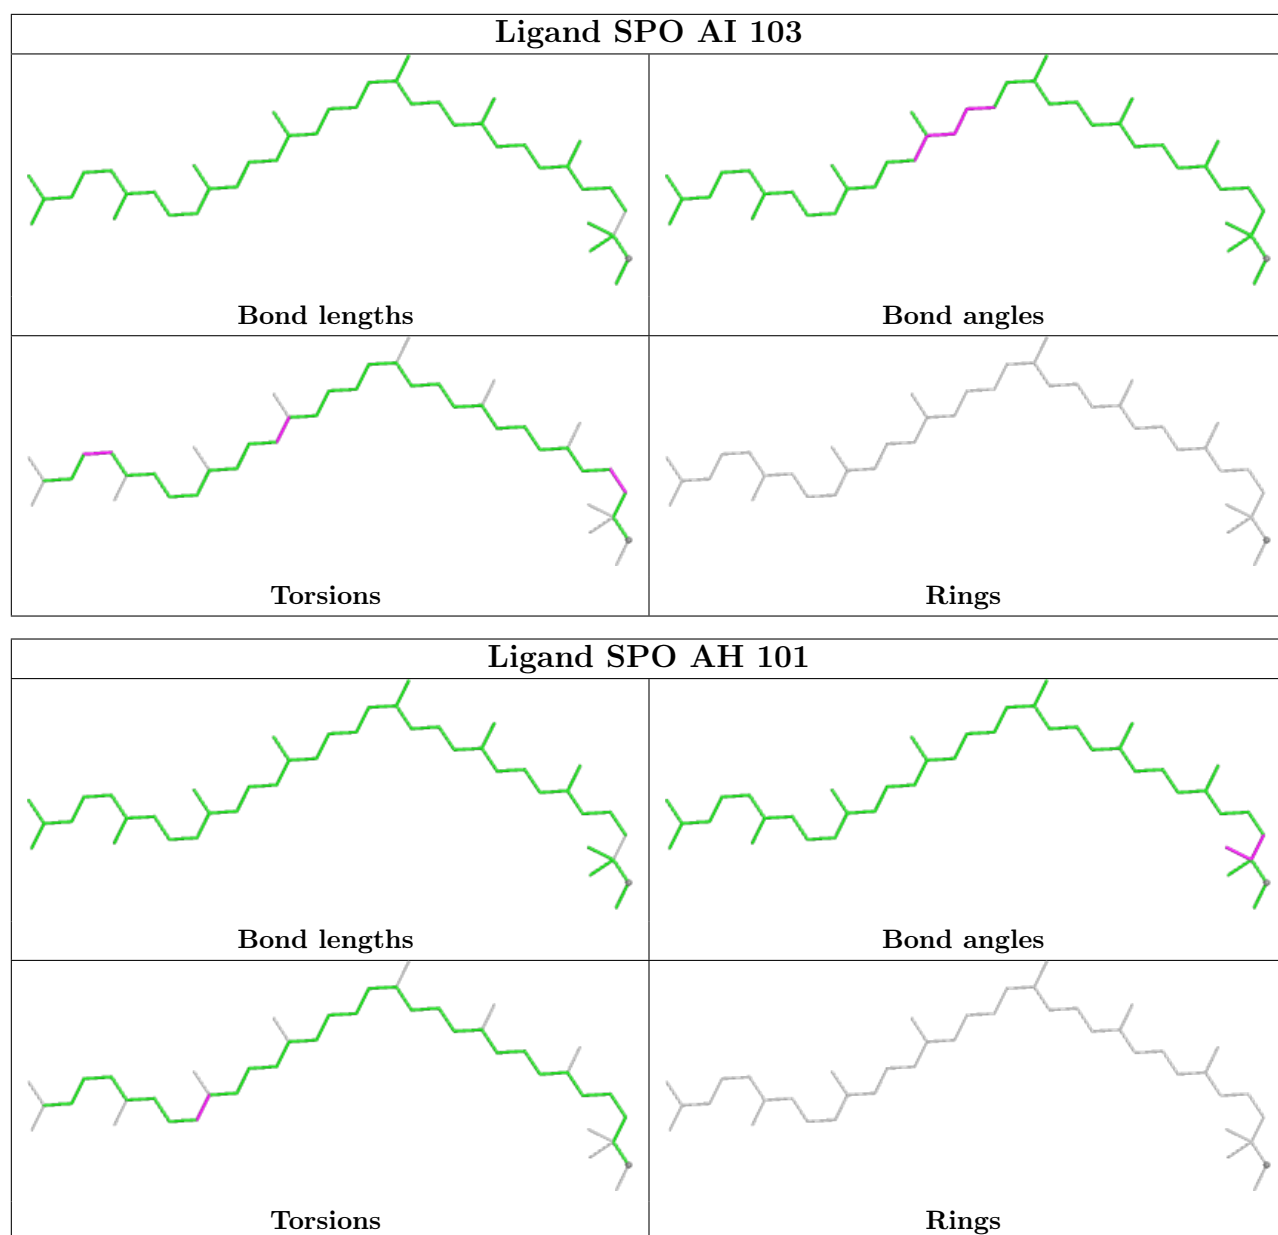 Ligand SPO AI 103
Bond lengths
Bond angles
Torsions
Rings
Ligand SPO AH 101
Bond lengths
Bond angles
Torsions
Rings